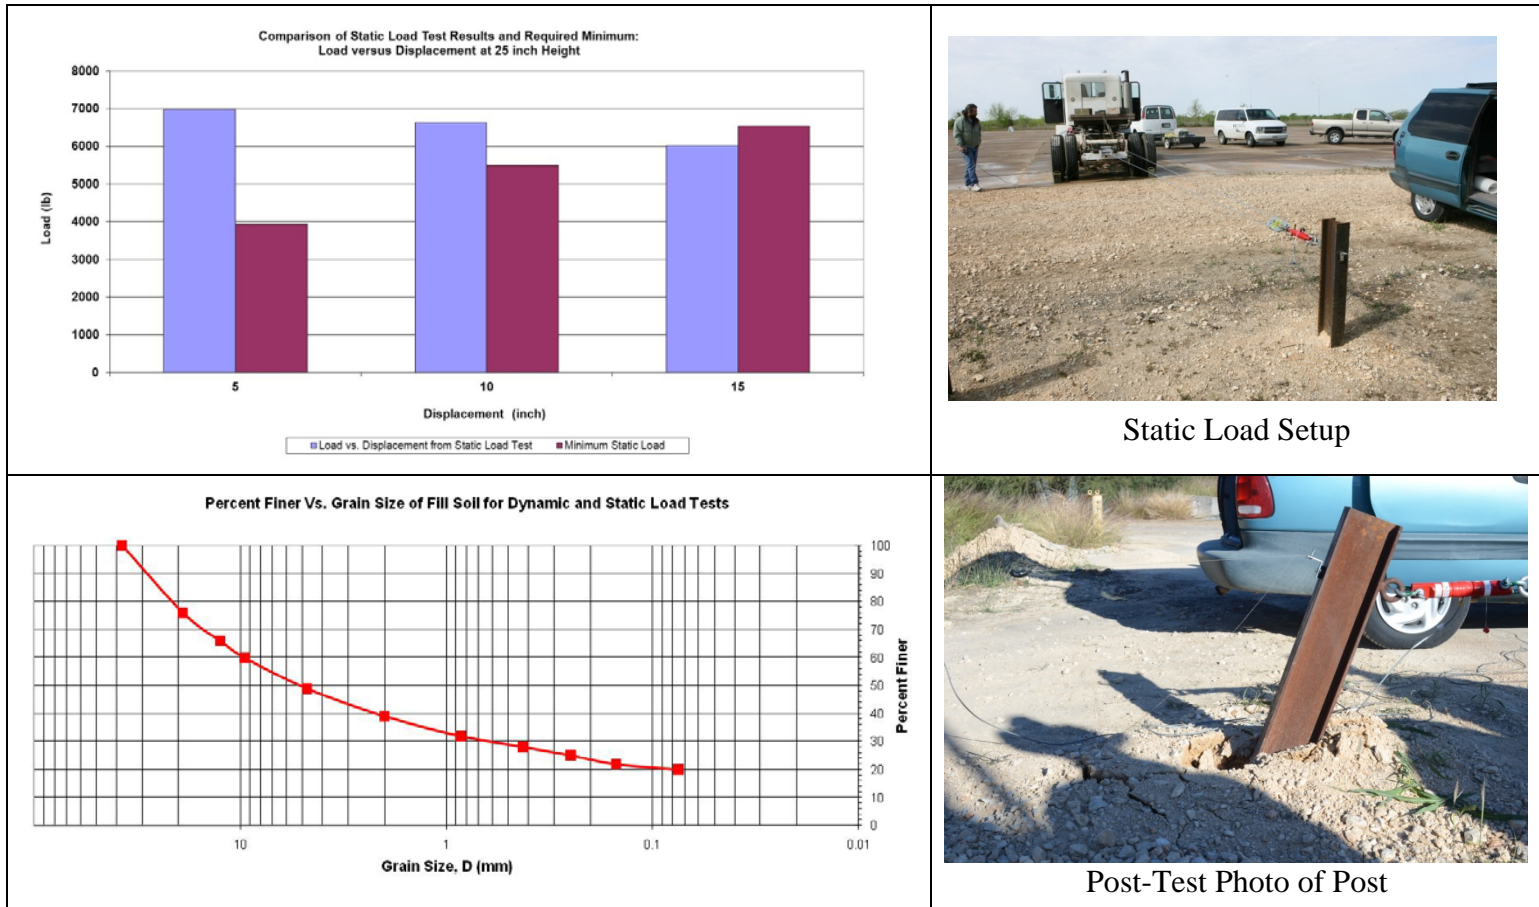 Comparison of Static Load Test Results and Required Minimum:
Load versus Displacement at 25 inch Height
8000
7000
6000
5000
4000
3000
2000
1000
0
Load (lb)
5
10
15
Displacement (inch)
Load vs. Displacement from Static Load Test
Minimum Static Load
Static Load Setup
Percent Finer Vs. Grain Size of Fill Soil for Dynamic and Static Load Tests
100
90
80
70
60
50
40
30
20
10
0
Percent Finer
10
1
0.1
0.01
Grain Size, D (mm)
Post-Test Photo of Post